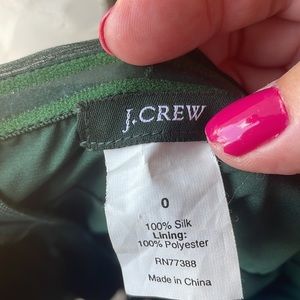 J.CREW
0
100% Silk
Lining:
100% Polyester
RN77388
Made in China